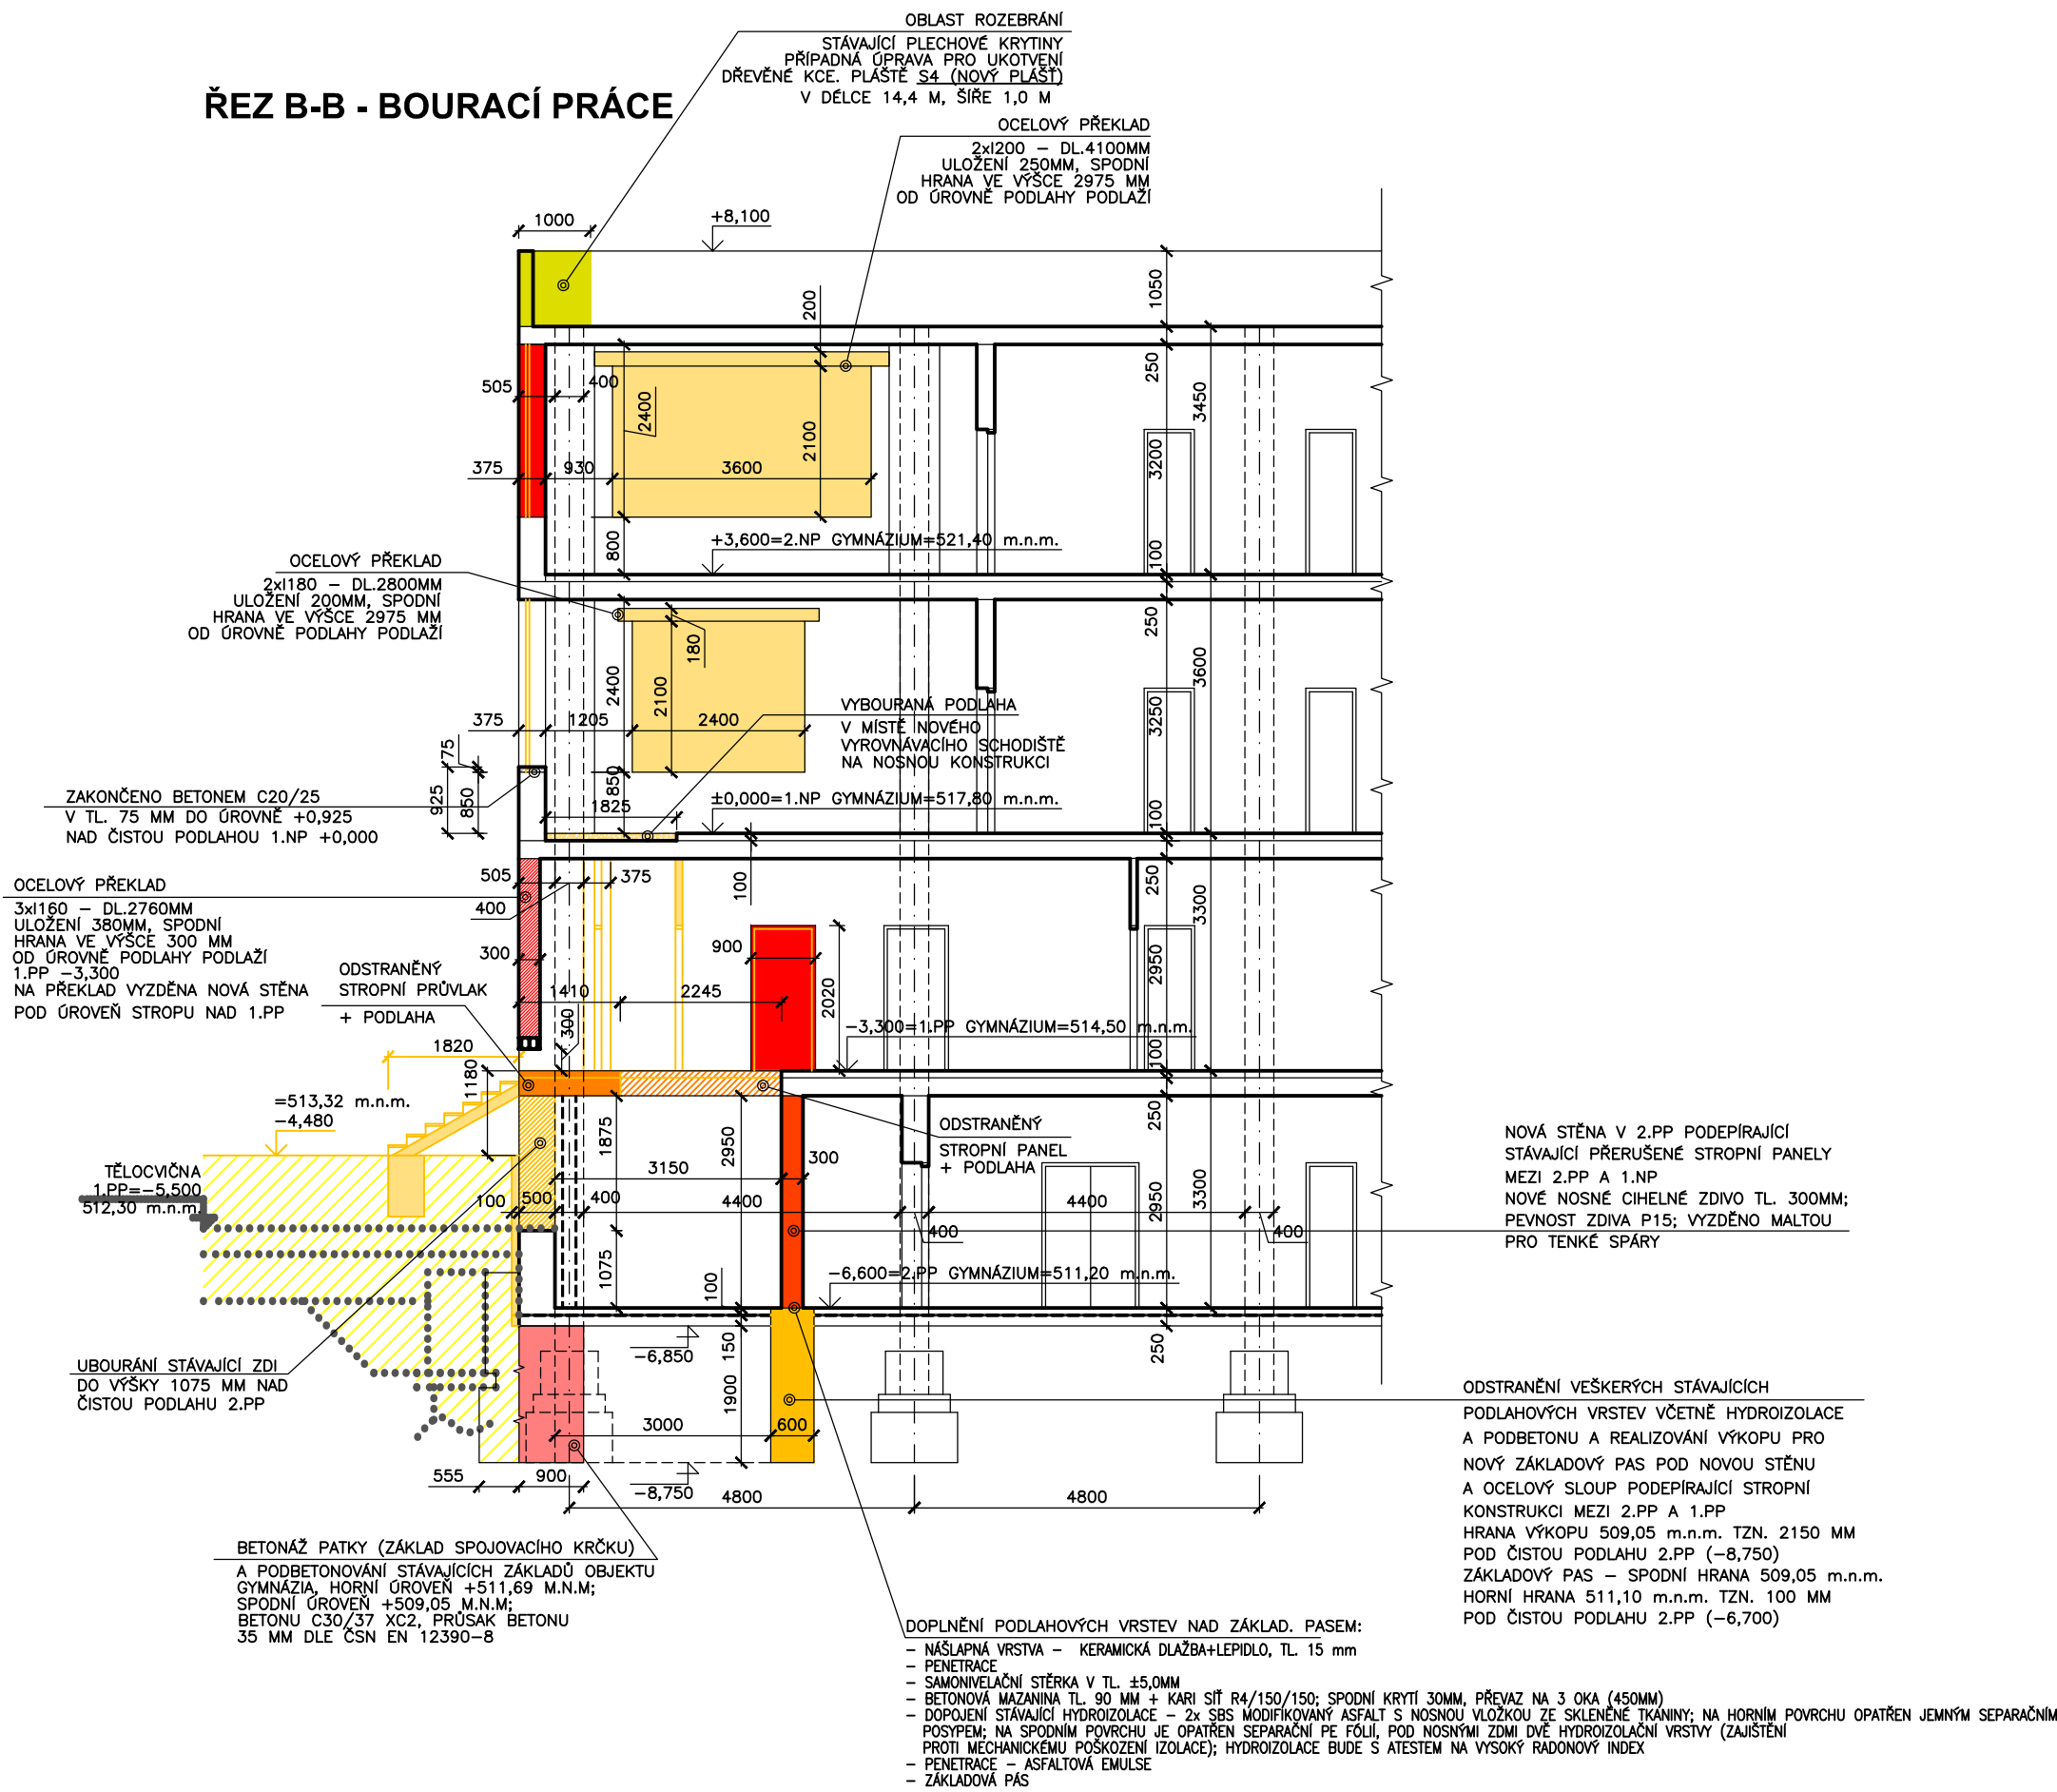 OBLAST ROZEBRÁNÍ
STÁVAJÍCÍ PLECHOVÉ KRYTINY
PŘÍPADNÁ ÚPRAVA PRO UKOTVENÍ
DŘEVĚNÉ KCE. PLÁŠTĚ S4 (NOVÝ PLÁŠŤ)
V DÉLCE 14,4 M, ŠÍŘE 1,0 M
ŘEZ B-B - BOURACÍ PRÁCE
OCELOVÝ PŘEKLAD
2xI200 – DL.4100MM
ULOŽENÍ 250MM, SPODNÍ
HRANA VE VÝŠCE 2975 MM
OD ÚROVNĚ PODLAHY PODLAŽÍ
1000
+8,100
1050
200
250
505
400
2400
2100
3450
375
930
3600
3200
+3,600=2.NP GYMNÁZIUM=521,40 m.n.m.
800
100
OCELOVÝ PŘEKLAD
2xI180 – DL.2800MM
ULOŽENÍ 200MM, SPODNÍ
HRANA VE VÝŠCE 2975 MM
OD ÚROVNĚ PODLAHY PODLAŽÍ
250
180
3600
2400
2100
375
1205
2400
3250
VYBOURANÁ PODLAHA
V MÍSTĚ NOVÉHO
VYROVNÁVACÍHO SCHODIŠTĚ
NA NOSNOU KONSTRUKCI
75
925
850
850
ZAKONČENO BETONEM C20/25
V TL. 75 MM DO ÚROVNĚ +0,925
NAD ČISTOU PODLAHOU 1.NP +0,000
1825
±0,000=1.NP GYMNÁZIUM=517,80 m.n.m.
100
OCELOVÝ PŘEKLAD
3xI160 – DL.2760MM
ULOŽENÍ 380MM, SPODNÍ
HRANA VE VÝŠCE 300 MM
OD ÚROVNĚ PODLAHY PODLAŽÍ
1.PP –3,300
NA PŘEKLAD VYZDĚNA NOVÁ STĚNA
POD ÚROVEŇ STROPU NAD 1.PP
505
375
400
100
250
3300
300
900
2020
2950
ODSTRANĚNÝ
STROPNÍ PRŮVLAK
+ PODLAHA
1410
2245
300
–3,300=1.PP GYMNÁZIUM=514,50 m.n.m.
100
1820
1180
=513,32 m.n.m.
–4,480
TĚLOCVIČNA
1.PP=–5,500
512,30 m.n.m.
1875
2950
250
ODSTRANĚNÝ
STROPNÍ PANEL
+ PODLAHA
3150
300
100
500
400
4400
4400
400
400
2950
3300
1075
100
–6,600=2.PP GYMNÁZIUM=511,20 m.n.m.
NOVÁ STĚNA V 2.PP PODEPÍRAJÍCÍ
STÁVAJÍCÍ PŘERUŠENÉ STROPNÍ PANELY
MEZI 2.PP A 1.NP
NOVÉ NOSNÉ CIHELNÉ ZDIVO TL. 300MM;
PEVNOST ZDIVA P15; VYZDĚNO MALTOU
PRO TENKÉ SPÁRY
UBOURÁNÍ STÁVAJÍCÍ ZDI
DO VÝŠKY 1075 MM NAD
ČISTOU PODLAHU 2.PP
–6,850
150
250
1900
3000
600
555
900
–8,750
4800
4800
ODSTRANĚNÍ VEŠKERÝCH STÁVAJÍCÍCH
PODLAHOVÝCH VRSTEV VČETNĚ HYDROIZOLACE
A PODBETONU A REALIZOVÁNÍ VÝKOPU PRO
NOVÝ ZÁKLADOVÝ PAS POD NOVOU STĚNU
A OCELOVÝ SLOUP PODEPÍRAJÍCÍ STROPNÍ
KONSTRUKCI MEZI 2.PP A 1.PP
HRANA VÝKOPU 509,05 m.n.m. TZN. 2150 MM
POD ČISTOU PODLAHU 2.PP (–8,750)
ZÁKLADOVÝ PAS – SPODNÍ HRANA 509,05 m.n.m.
HORNÍ HRANA 511,10 m.n.m. TZN. 100 MM
POD ČISTOU PODLAHU 2.PP (–6,700)
BETONÁŽ PATKY (ZÁKLAD SPOJOVACÍHO KRČKU)
A PODBETONOVÁNÍ STÁVAJÍCÍCH ZÁKLADŮ OBJEKTU
GYMNÁZIA, HORNÍ ÚROVEŇ +511,69 M.N.M;
SPODNÍ ÚROVEŇ +509,05 M.N.M;
BETONU C30/37 XC2, PRŮSAK BETONU
35 MM DLE ČSN EN 12390–8
DOPLNĚNÍ PODLAHOVÝCH VRSTEV NAD ZÁKLAD. PASEM:
– NÁŠLAPNÁ VRSTVA – KERAMICKÁ DLAŽBA+LEPIDLO, TL. 15 mm
– PENETRACE
– SAMONIVELAČNÍ STĚRKA V TL. ±5,0MM
– BETONOVÁ MAZANINA TL. 90 MM + KARI SÍŤ R4/150/150; SPODNÍ KRYTÍ 30MM, PŘEVAZ NA 3 OKA (450MM)
– DOPOJENÍ STÁVAJÍCÍ HYDROIZOLACE – 2x SBS MODIFIKOVANÝ ASFALT S NOSNOU VLOŽKOU ZE SKLENĚNÉ TKANINY; NA HORNÍM POVRCHU OPATŘEN JEMNÝM SEPARAČNÍM
POSYPEM; NA SPODNÍM POVRCHU JE OPATŘEN SEPARAČNÍ PE FÓLIÍ, POD NOSNÝMI ZDMI DVĚ HYDROIZOLAČNÍ VRSTVY (ZAJIŠTĚNÍ
PROTI MECHANICKÉMU POŠKOZENÍ IZOLACE); HYDROIZOLACE BUDE S ATESTEM NA VYSOKÝ RADONOVÝ INDEX
– PENETRACE – ASFALTOVÁ EMULSE
– ZÁKLADOVÁ PÁS